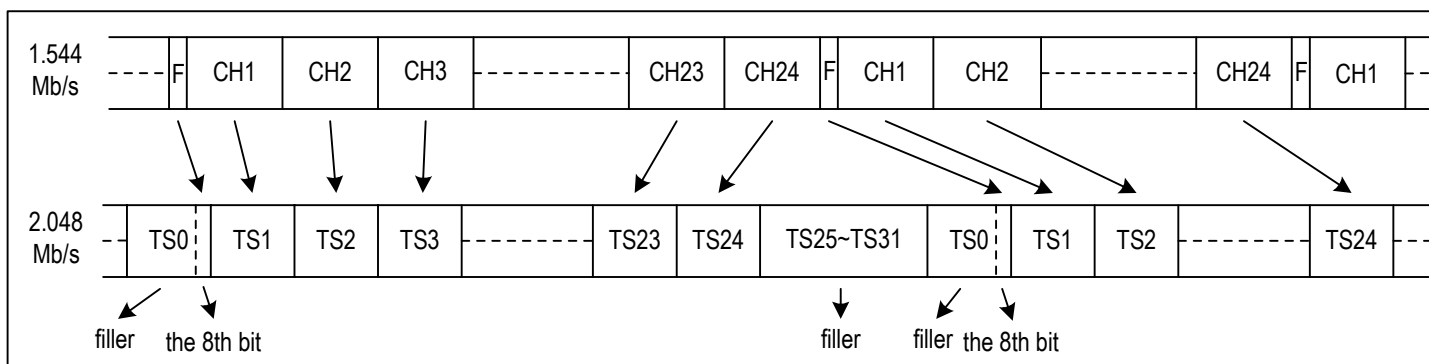 1.544
Mb/s
F CH1 CH2 CH3 CH23 CH24 F CH1 CH2 CH24 F CH1
2.048
Mb/s
TS0 TS1 TS2 TS3 TS23 TS24 TS25~TS31 TS0 TS1 TS2 TS24
filler the 8th bit filler filler the 8th bit